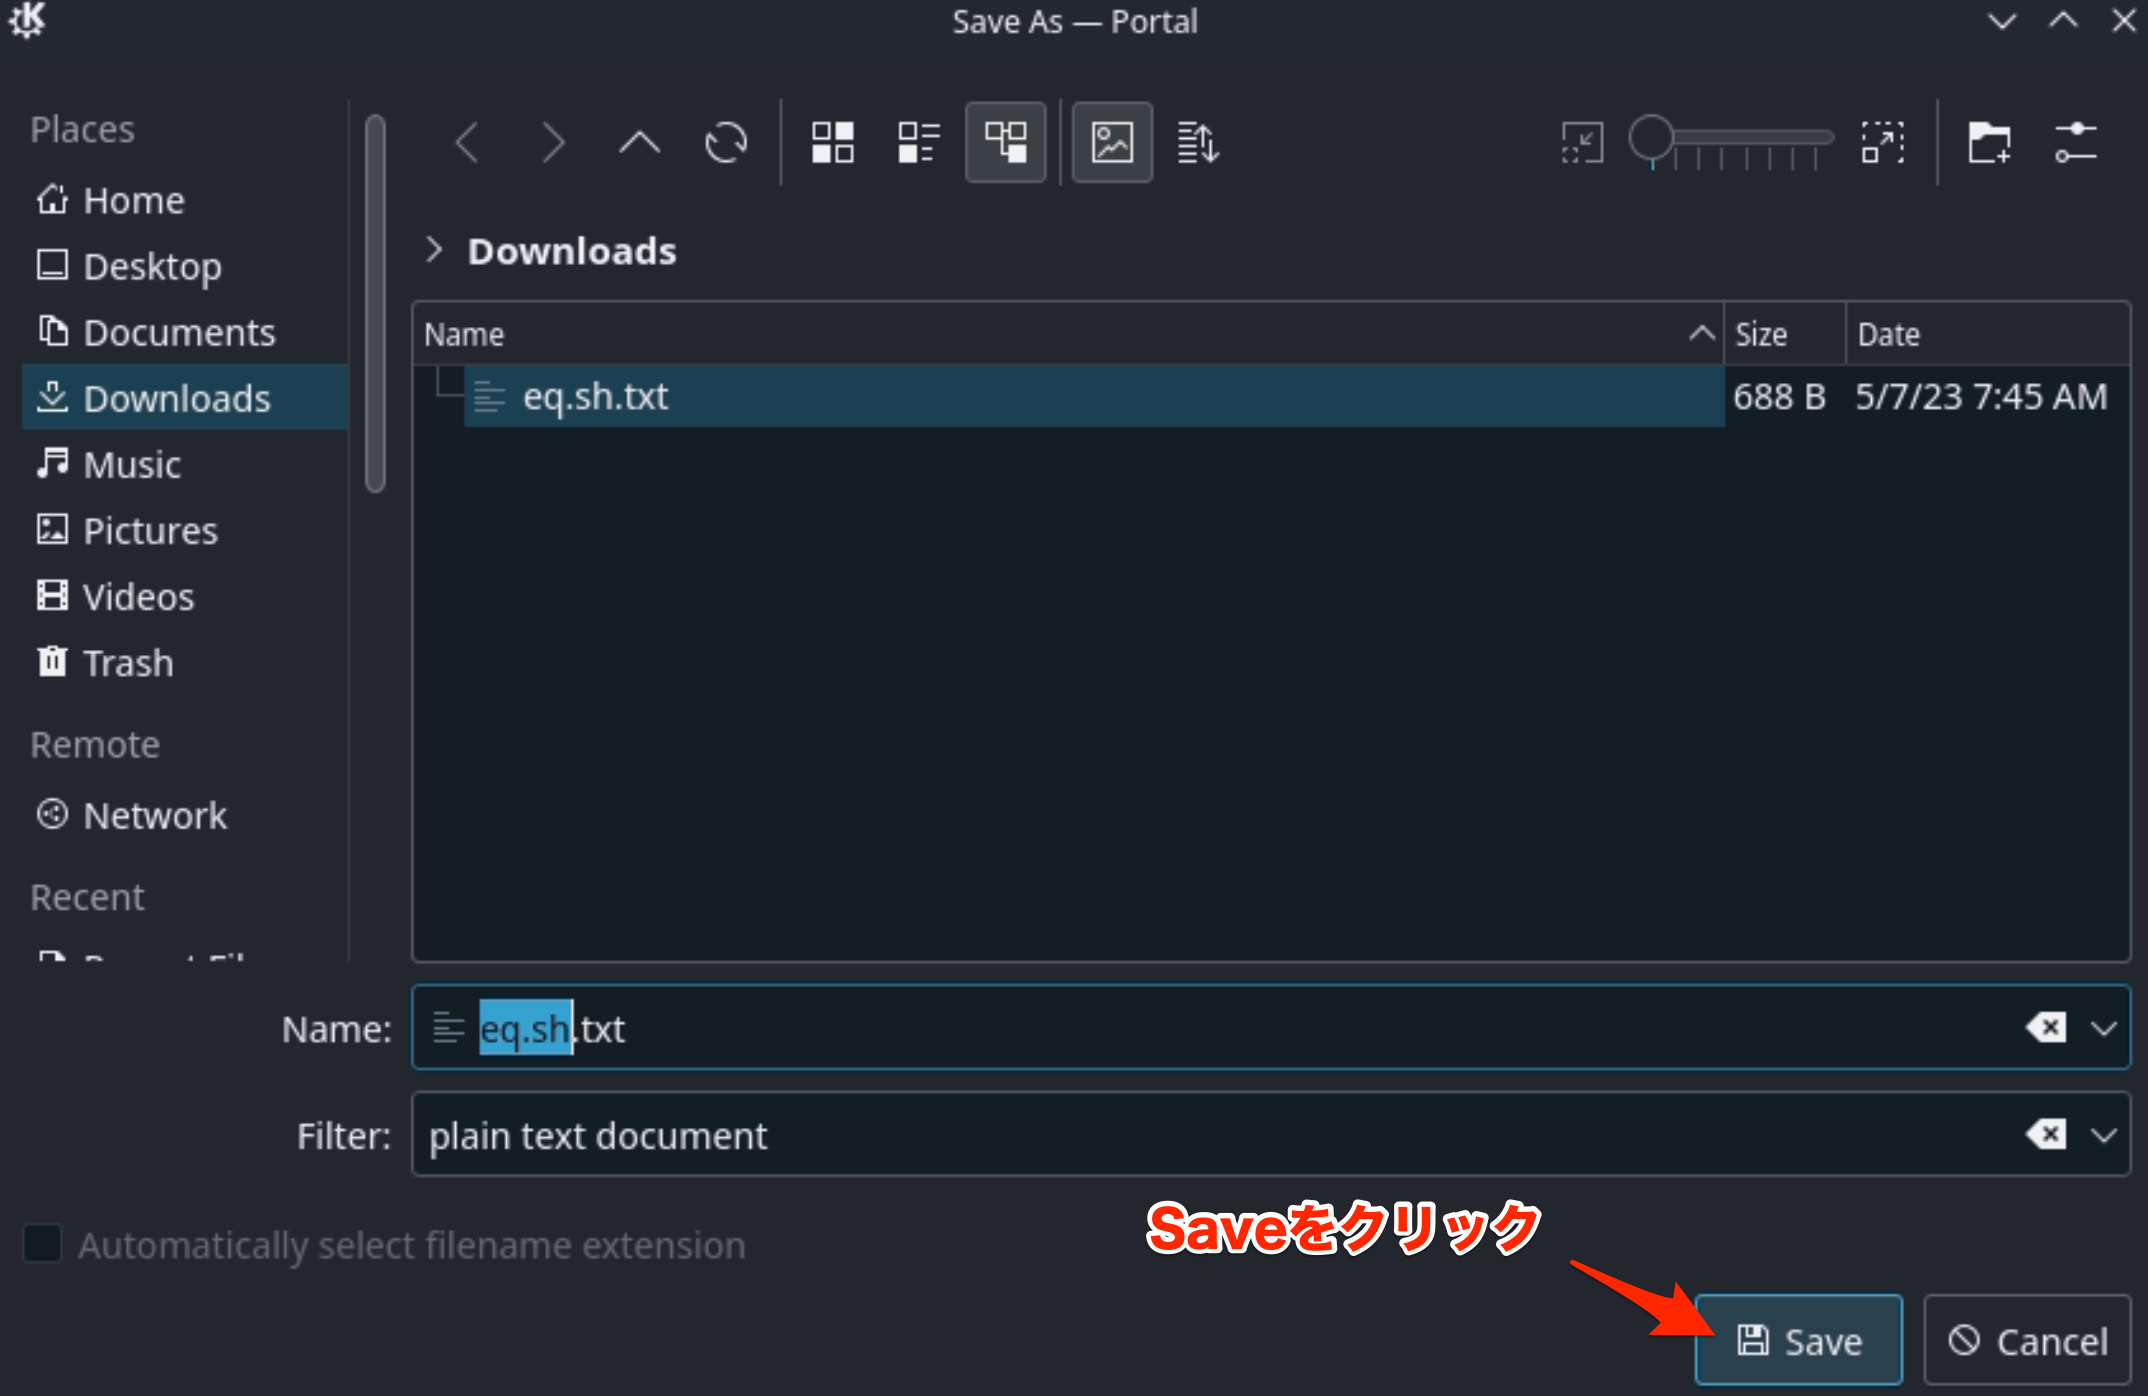 Save As — Portal
Places
Home
Desktop
Documents
Downloads
Music
Pictures
Videos
Trash
Remote
Network
Recent
Downloads
Name Size Date
eq.sh.txt 688 B 5/7/23 7:45 AM
Name: eq.sh.txt
Filter: plain text document
Automatically select filename extension
Saveをクリック
Save Cancel